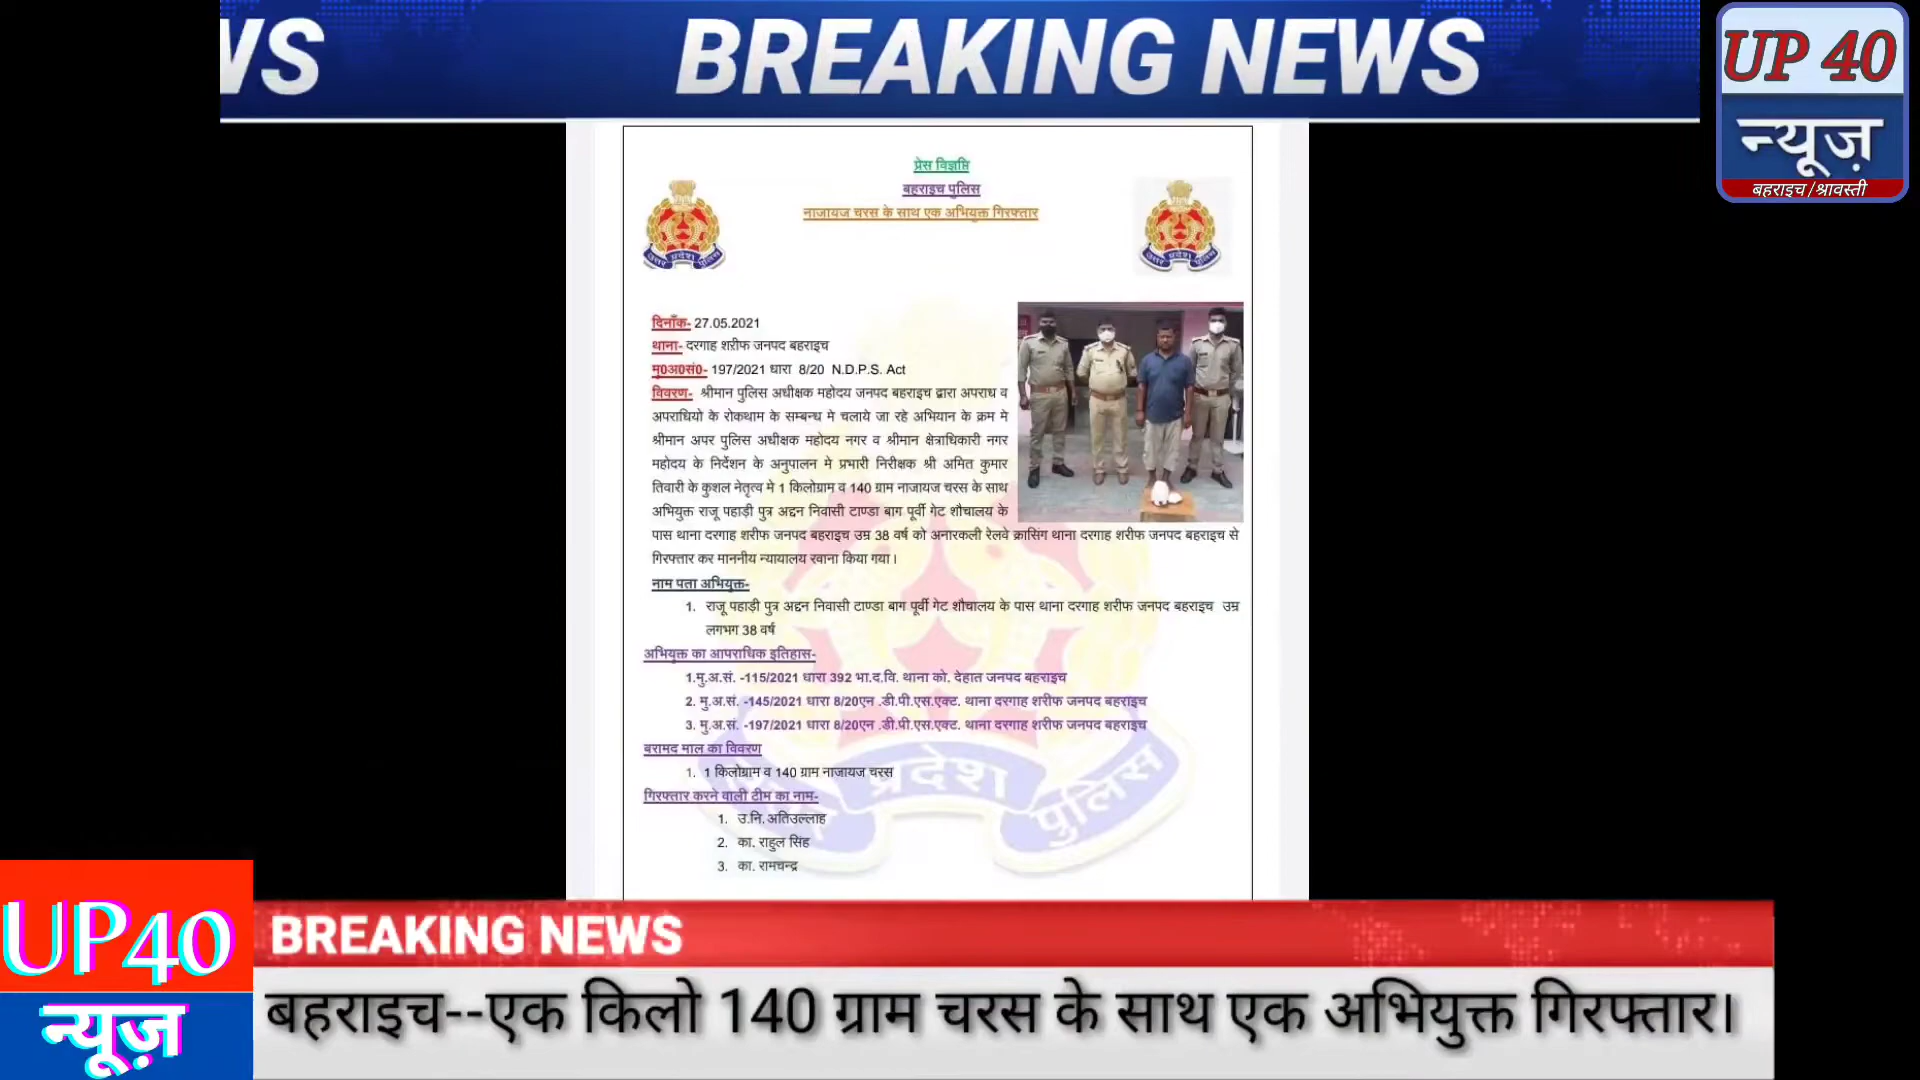 WS BREAKING NEWS
UP 40
न्यूज़
बहराइच/श्रावस्ती
प्रेस विज्ञप्ति
बहराइच पुलिस
नाजायज चरस के साथ एक अभियुक्त गिरफ्तार
उत्तर प्रदेश पुलिस
उत्तर प्रदेश पुलिस
दिनाँक- 27.05.2021
थाना- दरगाह शरीफ जनपद बहराइच
मु0अ0सं0- 197/2021 धारा 8/20 N.D.P.S. Act
विवरण- श्रीमान पुलिस अधीक्षक महोदय जनपद बहराइच द्वारा अपराध व
अपराधियो के रोकथाम के सम्बन्ध मे चलाये जा रहे अभियान के क्रम मे
श्रीमान अपर पुलिस अधीक्षक महोदय नगर व श्रीमान क्षेत्राधिकारी नगर
महोदय के निर्देशन के अनुपालन मे प्रभारी निरीक्षक श्री अमित कुमार
तिवारी के कुशल नेतृत्व मे 1 किलोग्राम व 140 ग्राम नाजायज चरस के साथ
अभियुक्त राजू पहाड़ी पुत्र अद्दन निवासी टाण्डा बाग पूर्वी गेट शौचालय के
पास थाना दरगाह शरीफ जनपद बहराइच उम्र 38 वर्ष को अनारकली रेलवे क्रासिंग थाना दरगाह शरीफ जनपद बहराइच से
गिरफ्तार कर माननीय न्यायालय रवाना किया गया।
नाम पता अभियुक्त-
1. राजू पहाड़ी पुत्र अद्दन निवासी टाण्डा बाग पूर्वी गेट शौचालय के पास थाना दरगाह शरीफ जनपद बहराइच उम्र
लगभग 38 वर्ष
अभियुक्त का आपराधिक इतिहास-
1.मु.अ.सं. -115/2021 धारा 392 भा.द.वि. थाना को. देहात जनपद बहराइच
2. मु.अ.सं. -145/2021 धारा 8/20एन .डी.पी.एस.एक्ट. थाना दरगाह शरीफ जनपद बहराइच
3. मु.अ.सं. -197/2021 धारा 8/20एन .डी.पी.एस.एक्ट. थाना दरगाह शरीफ जनपद बहराइच
बरामद माल का विवरण
1. 1 किलोग्राम व 140 ग्राम नाजायज चरस
गिरफ्तार करने वाली टीम का नाम-
1. उ.नि. अतिउल्लाह
2. का. राहुल सिंह
3. का. रामचन्द्र
प्रदेश पुलिस
UP40
न्यूज़
BREAKING NEWS
बहराइच--एक किलो 140 ग्राम चरस के साथ एक अभियुक्त गिरफ्तार।